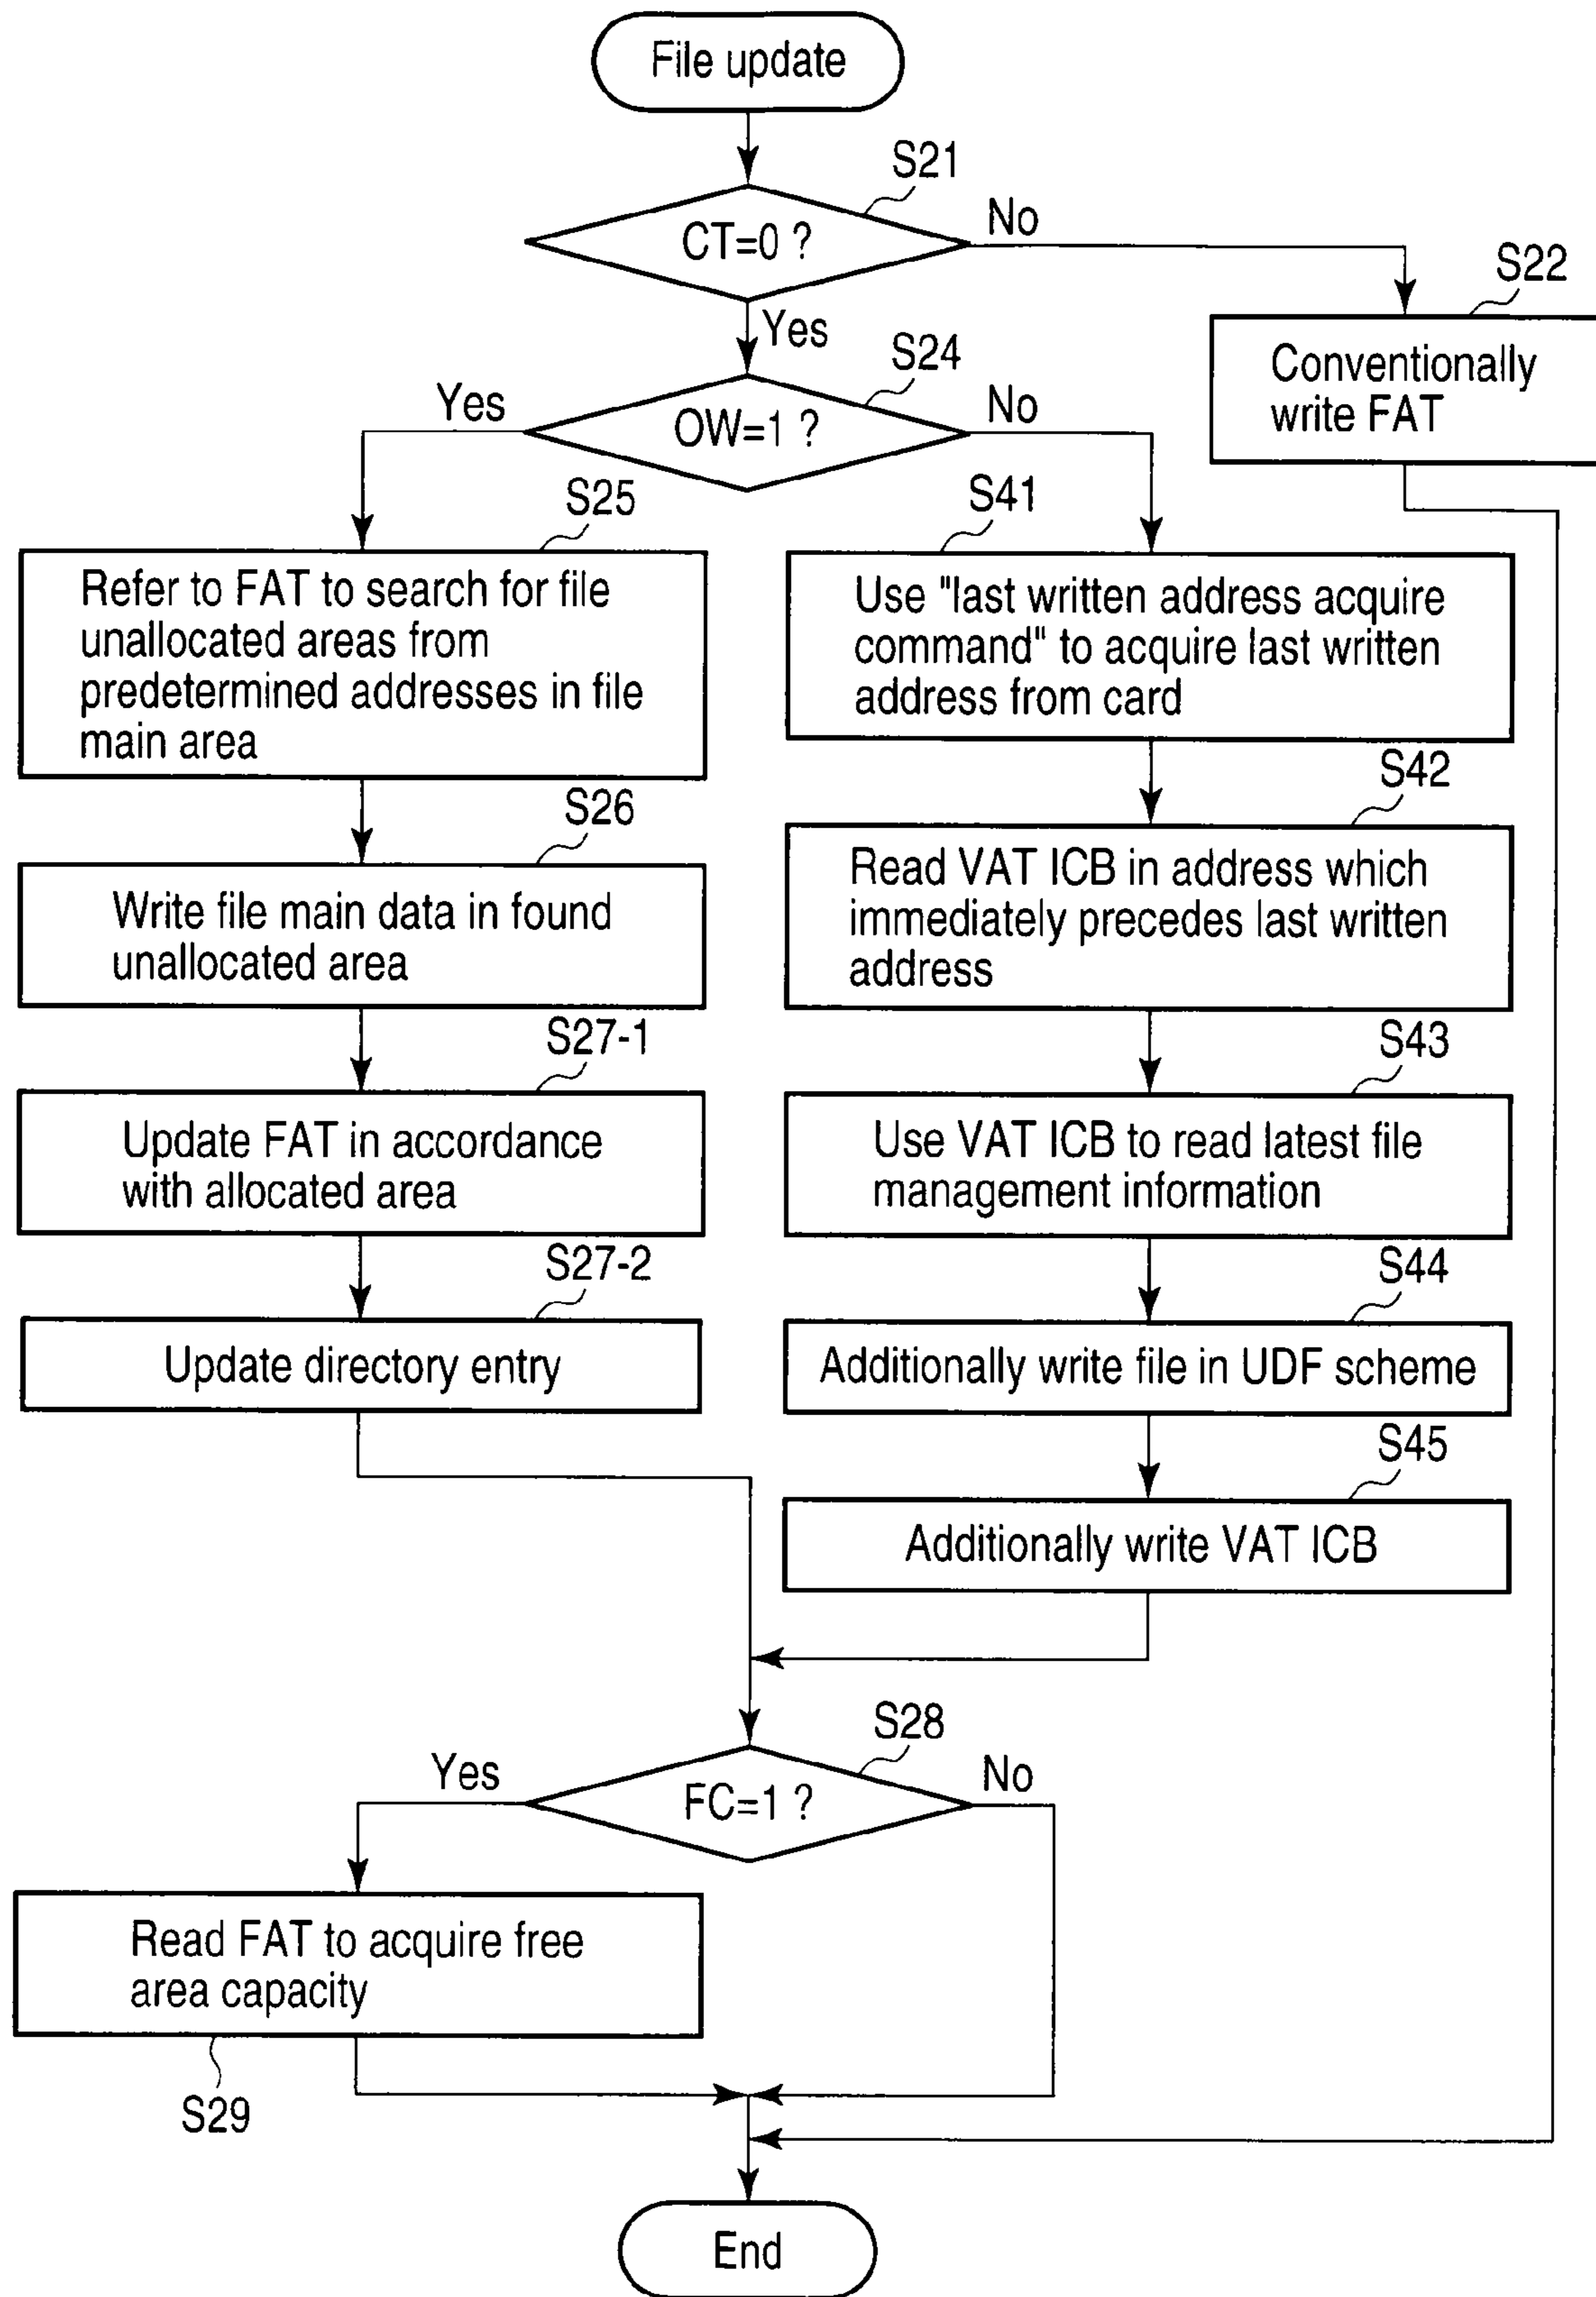 File update
S21
CT=0 ?
No
Yes
S22
Conventionally
write FAT
S24
OW=1 ?
Yes
No
S25
Refer to FAT to search for file
unallocated areas from
predetermined addresses in file
main area
S41
Use "last written address acquire
command" to acquire last written
address from card
S26
Write file main data in found
unallocated area
S42
Read VAT ICB in address which
immediately precedes last written
address
S27-1
Update FAT in accordance
with allocated area
S43
Use VAT ICB to read latest file
management information
S27-2
Update directory entry
S44
Additionally write file in UDF scheme
S45
Additionally write VAT ICB
S28
FC=1 ?
Yes
No
Read FAT to acquire free
area capacity
S29
End